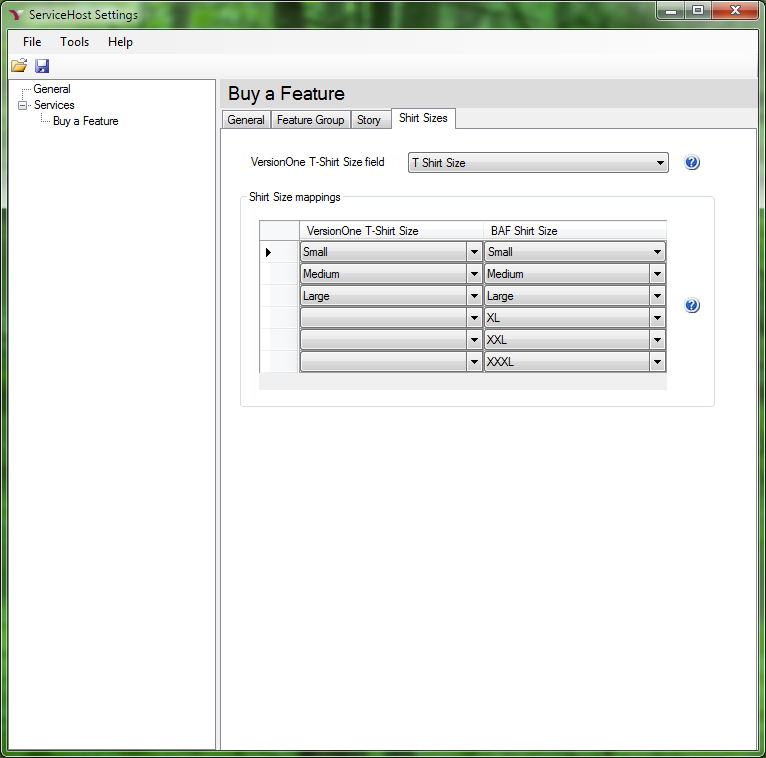 ServiceHost Settings
File Tools Help
General
Services
Buy a Feature
Buy a Feature
General Feature Group Story Shirt Sizes
VersionOne T-Shirt Size field T Shirt Size
Shirt Size mappings
VersionOne T-Shirt Size BAF Shirt Size
Small Small
Medium Medium
Large Large
XL
XXL
XXXL